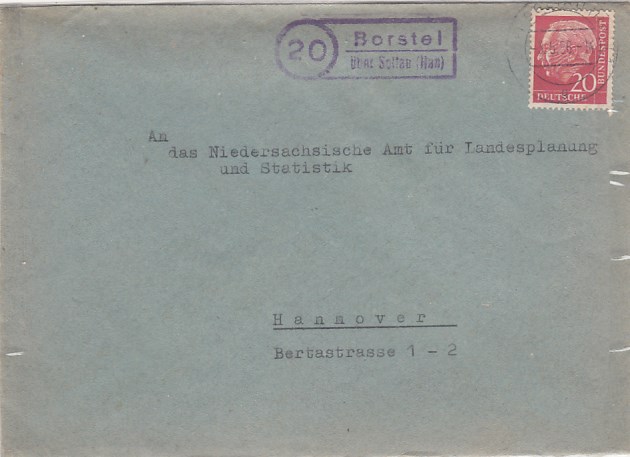 20
Borstel
über Soltau (Han)
20
DEUTSCHE
BUNDESPOST
An
das Niedersachsische Amt für Landesplanung
und Statistik
Hannover
Bertastrasse 1 - 2